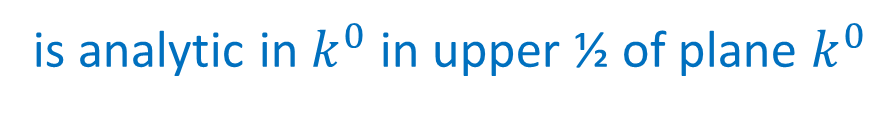 is analytic in k⁰ in upper ½ of plane k⁰